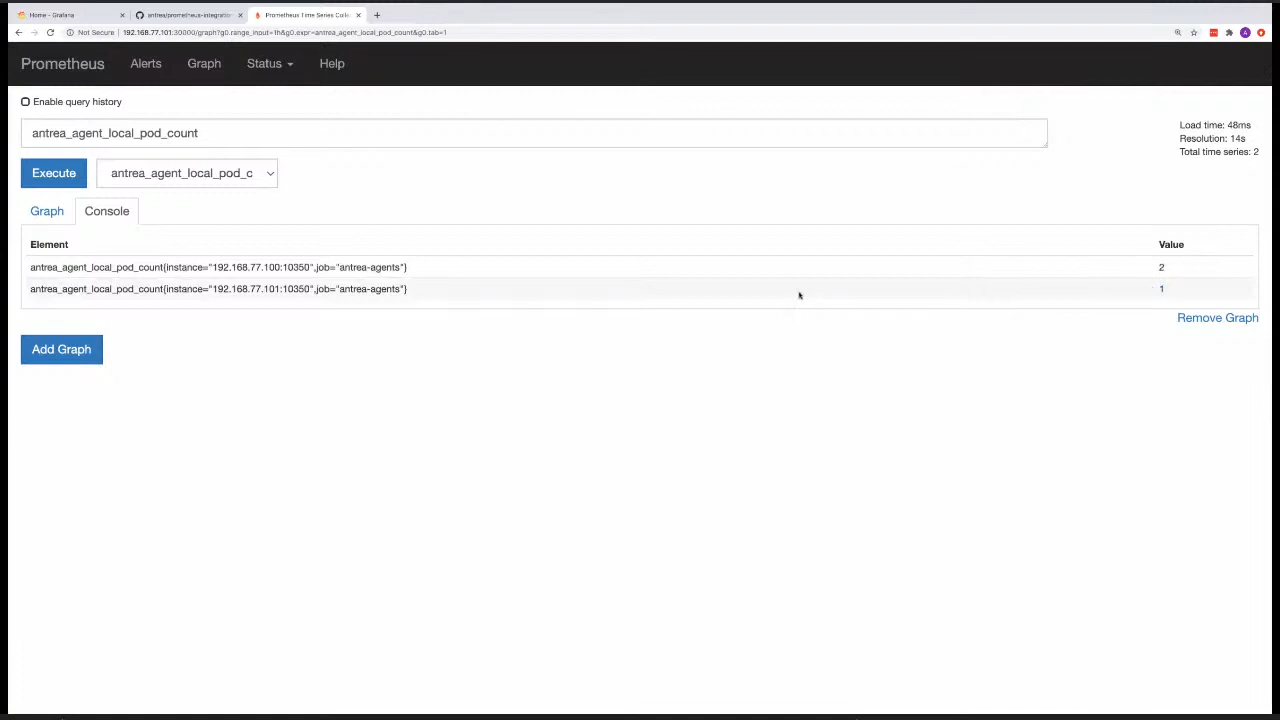 Home - Grafana
antrea/prometheus-integration
Prometheus Time Series Colle
Not Secure | 192.168.77.101:30000/graph?g0.range_input=1h&g0.expr=antrea_agent_local_pod_count&g0.tab=1
Prometheus Alerts Graph Status Help
Enable query history
antrea_agent_local_pod_count
Load time: 48ms
Resolution: 14s
Total time series: 2
Execute antrea_agent_local_pod_c
Graph Console
Element Value
antrea_agent_local_pod_count{instance="192.168.77.100:10350",job="antrea-agents"} 2
antrea_agent_local_pod_count{instance="192.168.77.101:10350",job="antrea-agents"} 1
Remove Graph
Add Graph